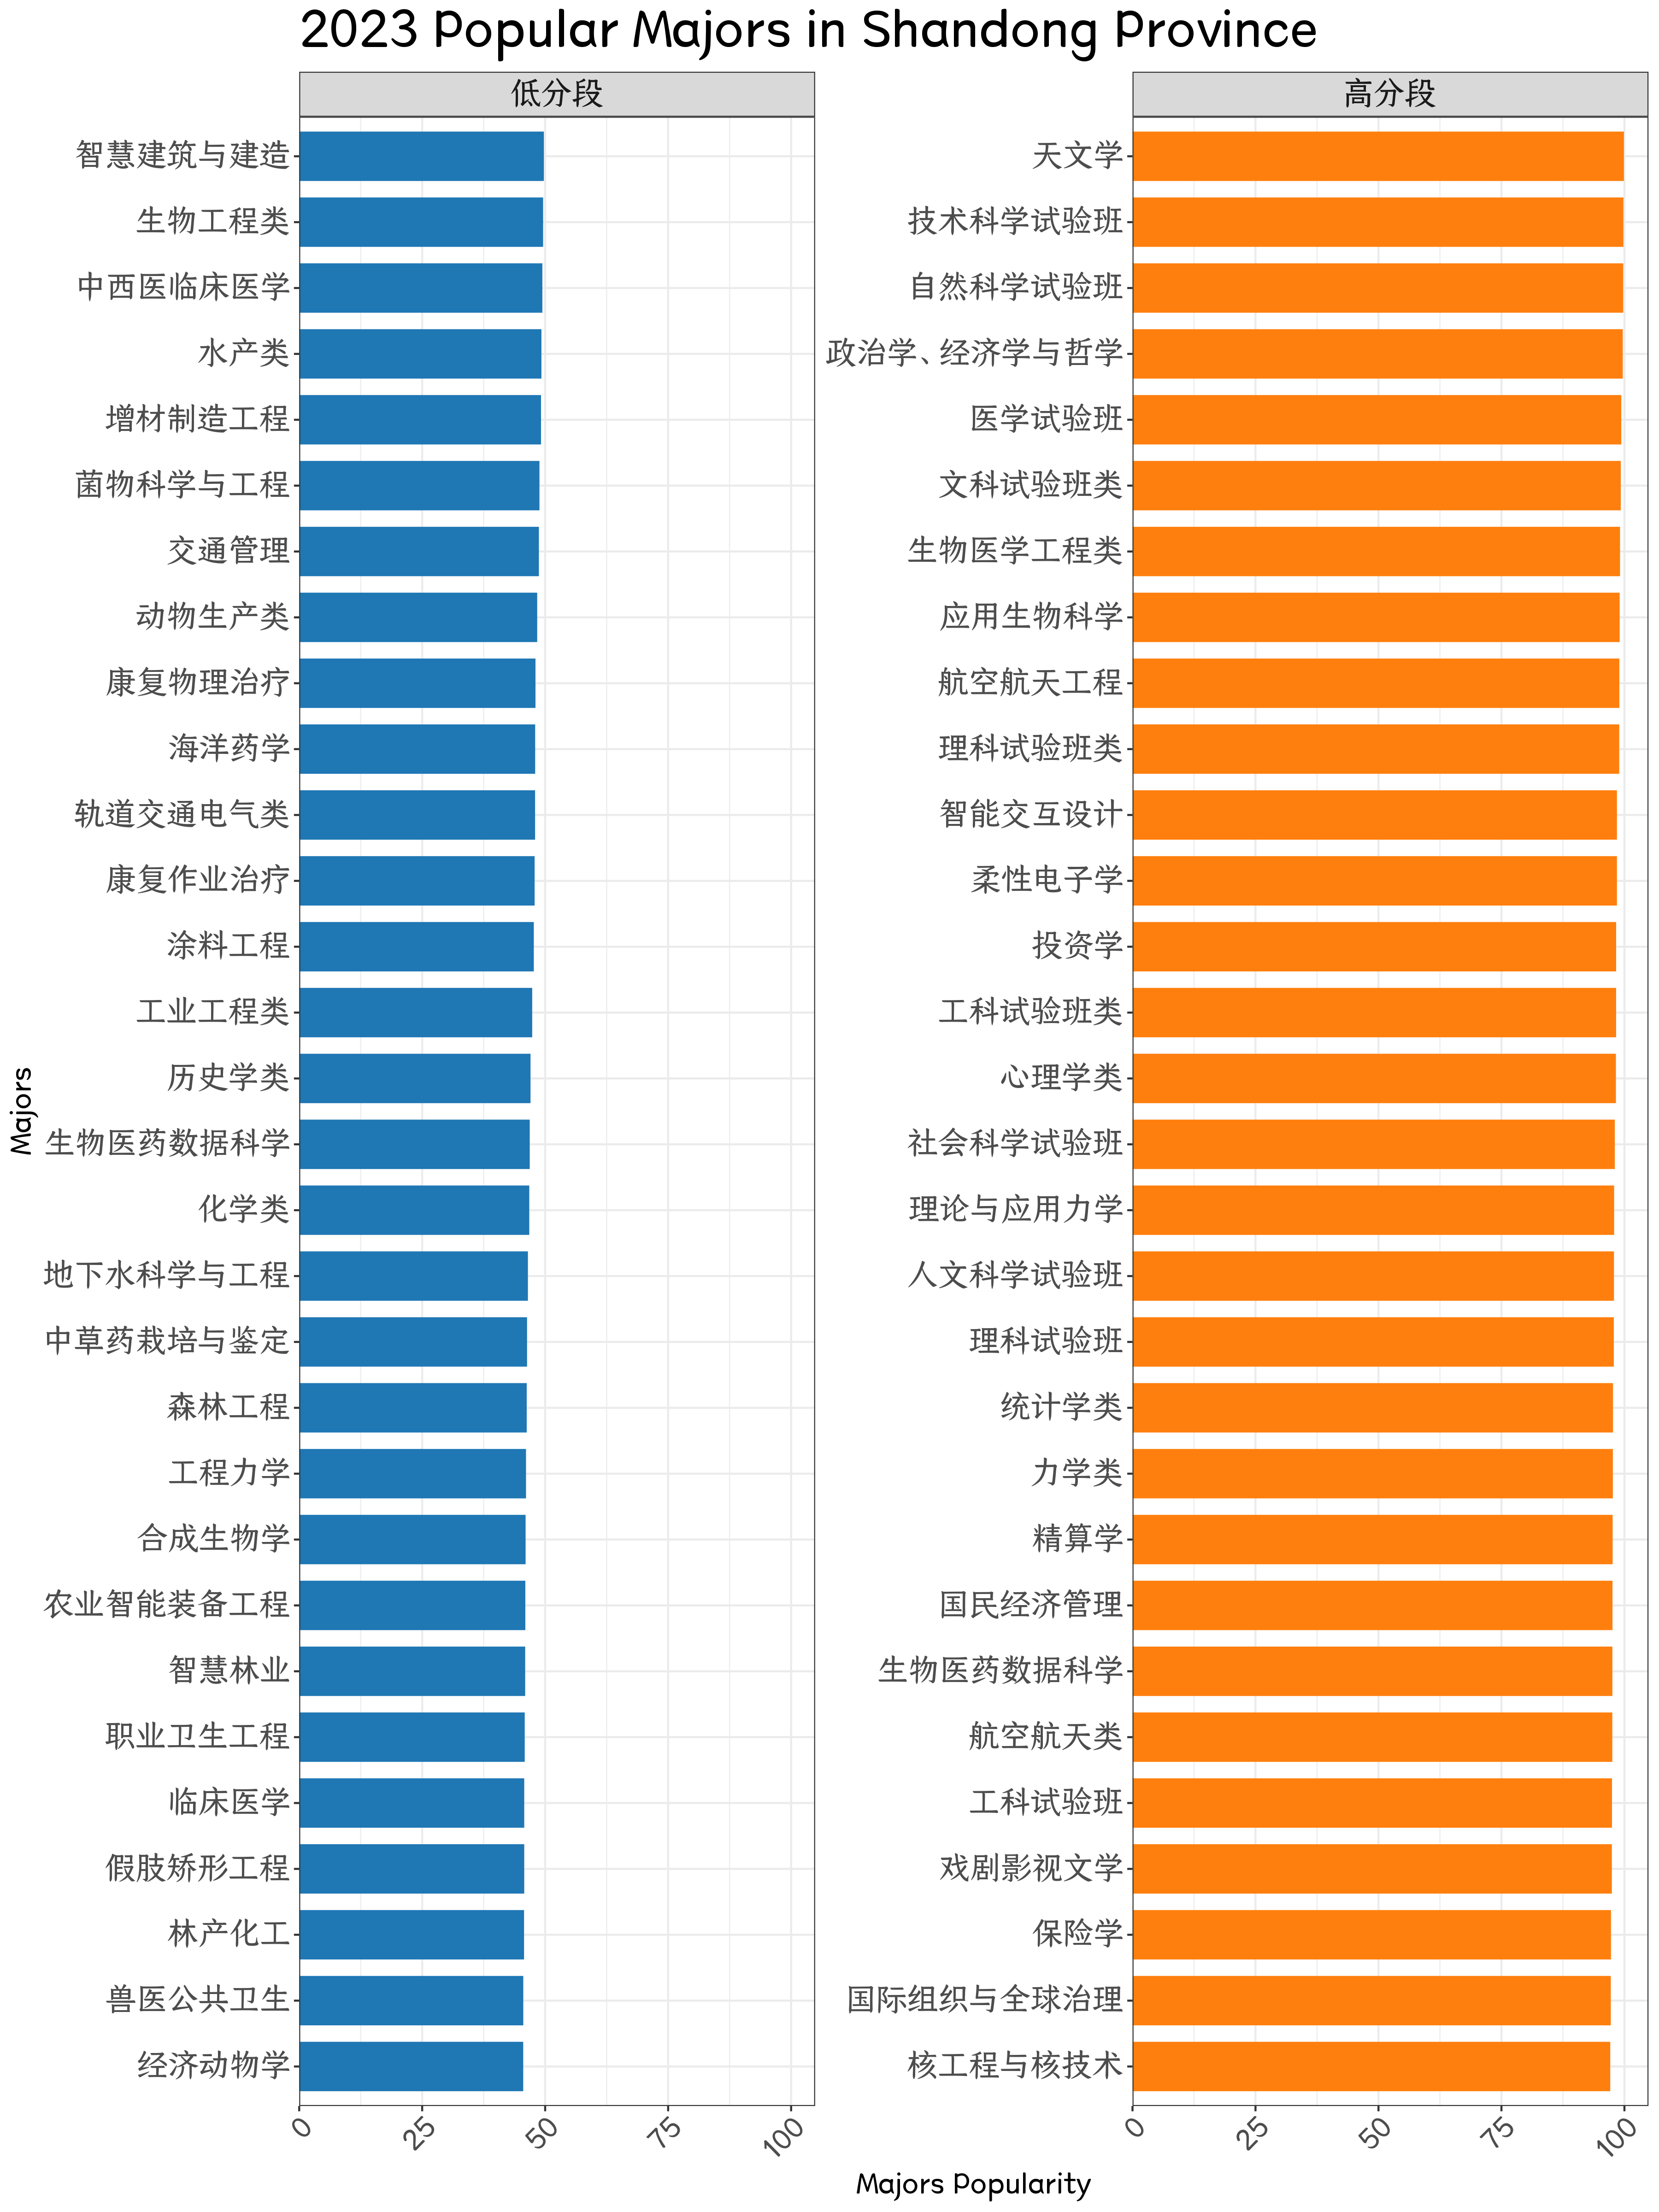 2023 Popular Majors in Shandong Province
低分段
智慧建筑与建造
生物工程类
中西医临床医学
水产类
增材制造工程
菌物科学与工程
交通管理
动物生产类
康复物理治疗
海洋药学
轨道交通电气类
康复作业治疗
涂料工程
工业工程类
历史学类
生物医药数据科学
化学类
地下水科学与工程
中草药栽培与鉴定
森林工程
工程力学
合成生物学
农业智能装备工程
智慧林业
职业卫生工程
临床医学
假肢矫形工程
林产化工
兽医公共卫生
经济动物学
0 25 50 75 100
高分段
天文学
技术科学试验班
自然科学试验班
政治学、经济学与哲学
医学试验班
文科试验班类
生物医学工程类
应用生物科学
航空航天工程
理科试验班类
智能交互设计
柔性电子学
投资学
工科试验班类
心理学类
社会科学试验班
理论与应用力学
人文科学试验班
理科试验班
统计学类
力学类
精算学
国民经济管理
生物医药数据科学
航空航天类
工科试验班
戏剧影视文学
保险学
国际组织与全球治理
核工程与核技术
0 25 50 75 100
Majors
Majors Popularity